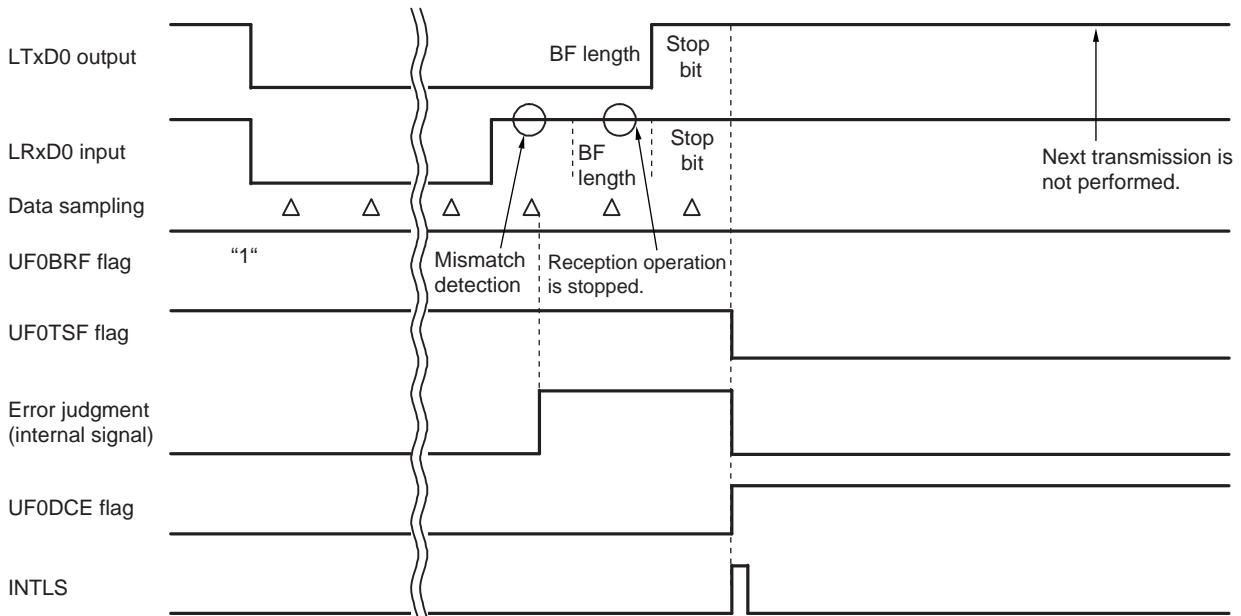 LTxD0 output
BF length
Stop
bit
LRxD0 input
BF
length
Stop
bit
Next transmission is
not performed.
Data sampling
UF0BRF flag
“1“
Mismatch
detection
Reception operation
is stopped.
UF0TSF flag
Error judgment
(internal signal)
UF0DCE flag
INTLS